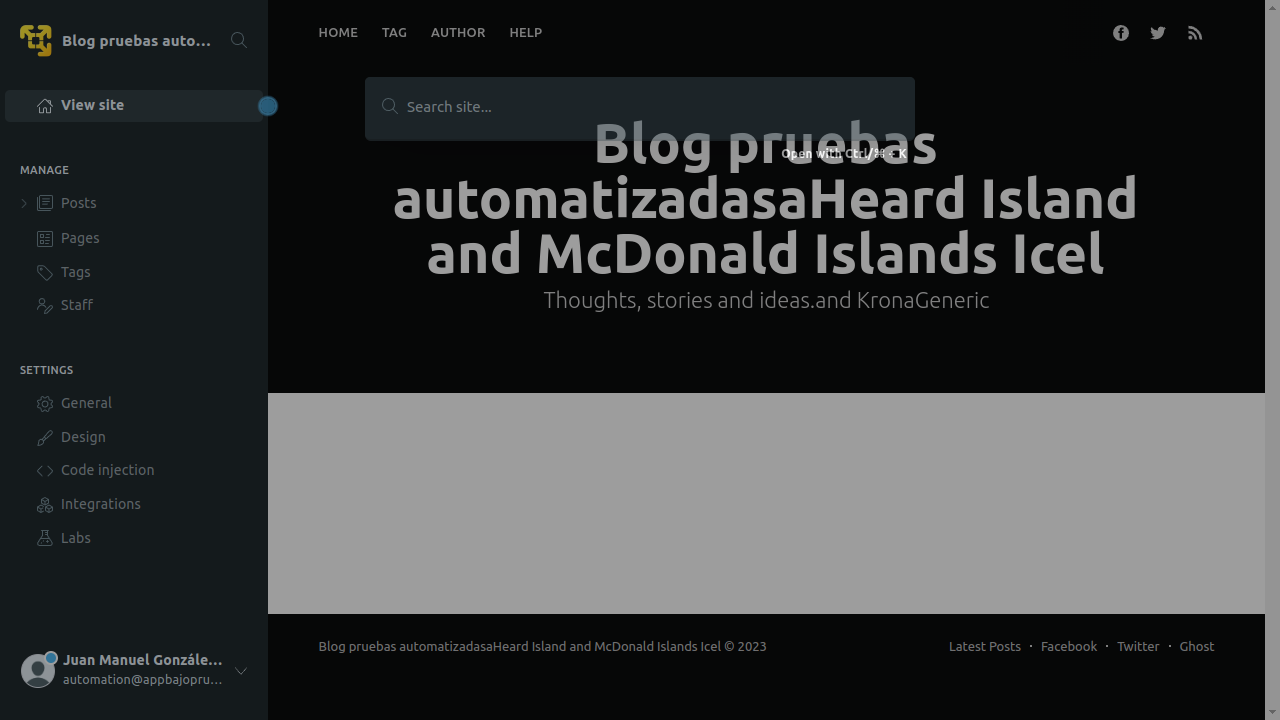 Blog pruebas auto...
View site
MANAGE
Posts
Pages
Tags
Staff
SETTINGS
General
Design
Code injection
Integrations
Labs
Juan Manuel Gonzále...
automation@appbajopru...
HOME TAG AUTHOR HELP
Search site...
Open with Ctrl/⌘ + K
Blog pruebas
automatizadasaHeard Island
and McDonald Islands Icel
Thoughts, stories and ideas.and KronaGeneric
Blog pruebas automatizadasaHeard Island and McDonald Islands Icel © 2023
Latest Posts • Facebook • Twitter • Ghost